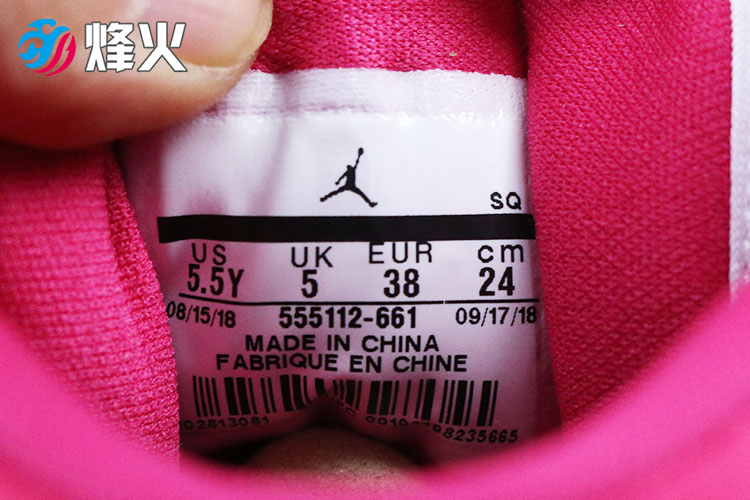 烽火
SQ
US UK EUR cm
5.5Y 5 38 24
08/15/18 555112-661 09/17/18
MADE IN CHINA
FABRIQUE EN CHINE